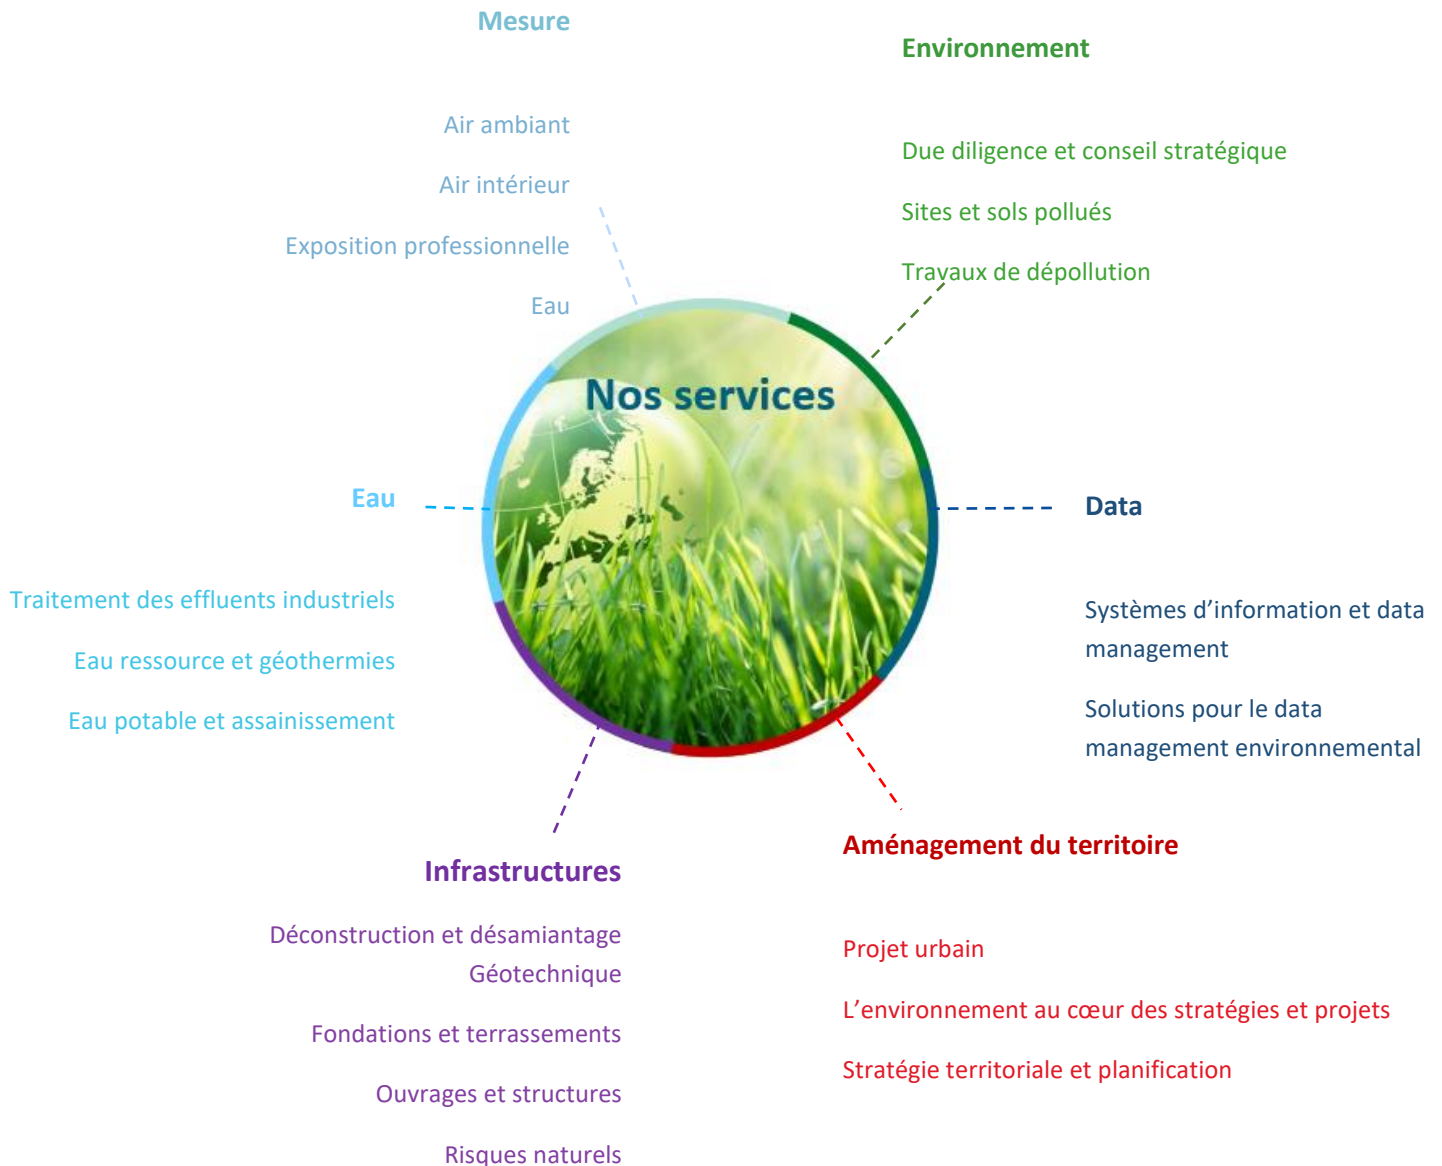 Mesure
Air ambiant
Air intérieur
Exposition professionnelle
Eau
Environnement
Due diligence et conseil stratégique
Sites et sols pollués
Travaux de dépollution
Nos services
Eau
Traitement des effluents industriels
Eau ressource et géothermies
Eau potable et assainissement
Data
Systèmes d’information et data
management
Solutions pour le data
management environnemental
Infrastructures
Déconstruction et désamiantage
Géotechnique
Fondations et terrassements
Ouvrages et structures
Risques naturels
Aménagement du territoire
Projet urbain
L’environnement au cœur des stratégies et projets
Stratégie territoriale et planification